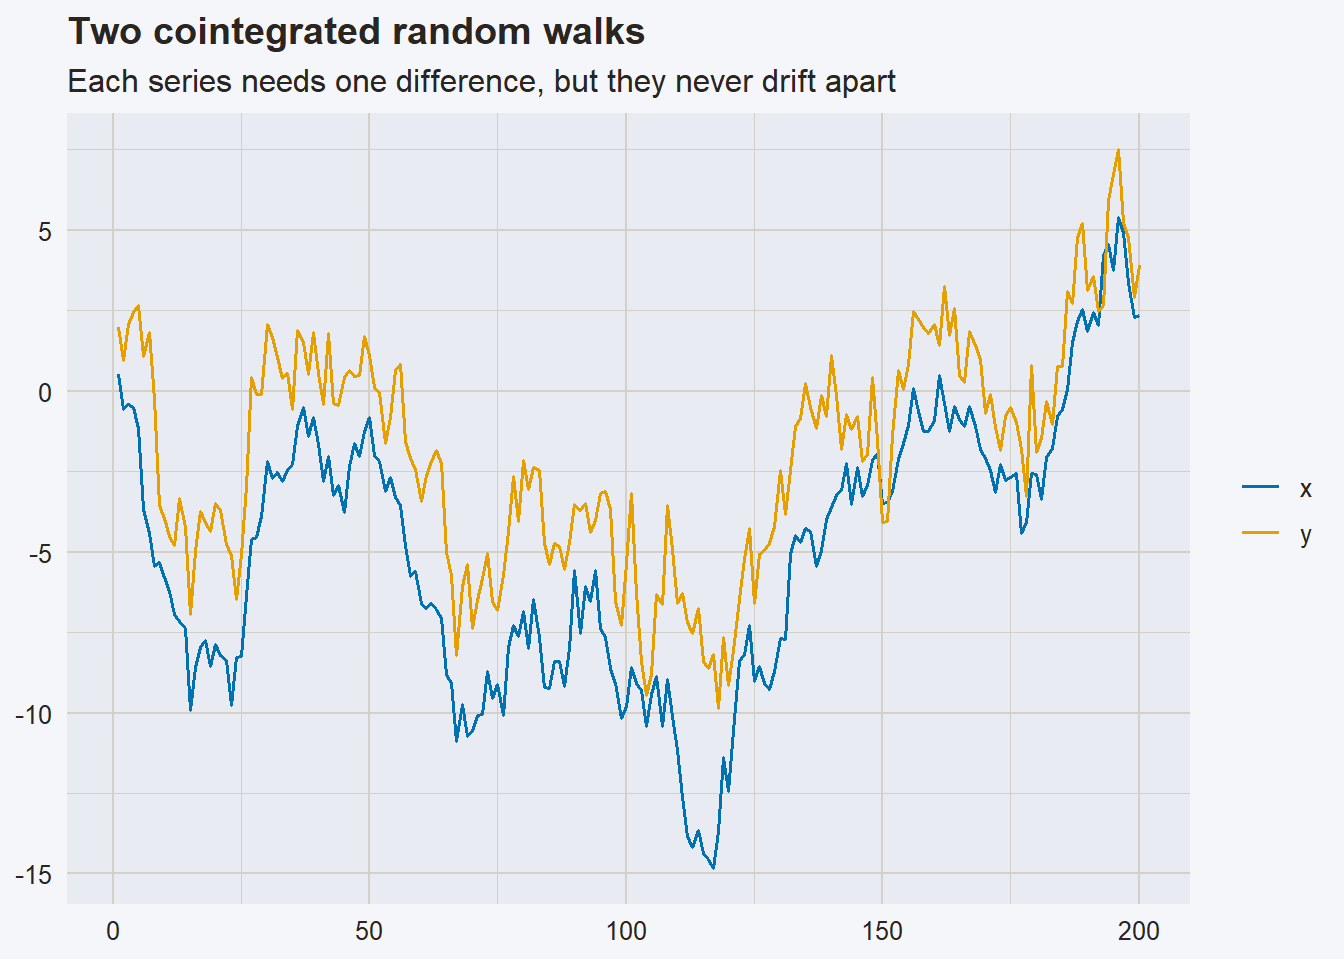 Two cointegrated random walks
Each series needs one difference, but they never drift apart
5
0
-5
-10
-15
0 50 100 150 200
x
y